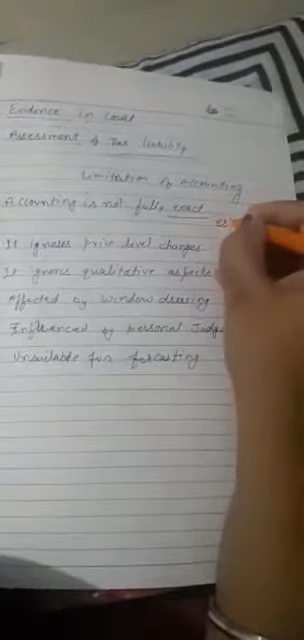 Evidence in court
Assessment of Tax liability
Limitation of Accounting
Accounting is not fully exact
It ignores price level changes
It ignores qualitative aspects
Affected by window dressing
Influenced by personal Judge
Unsuitable for forcasting